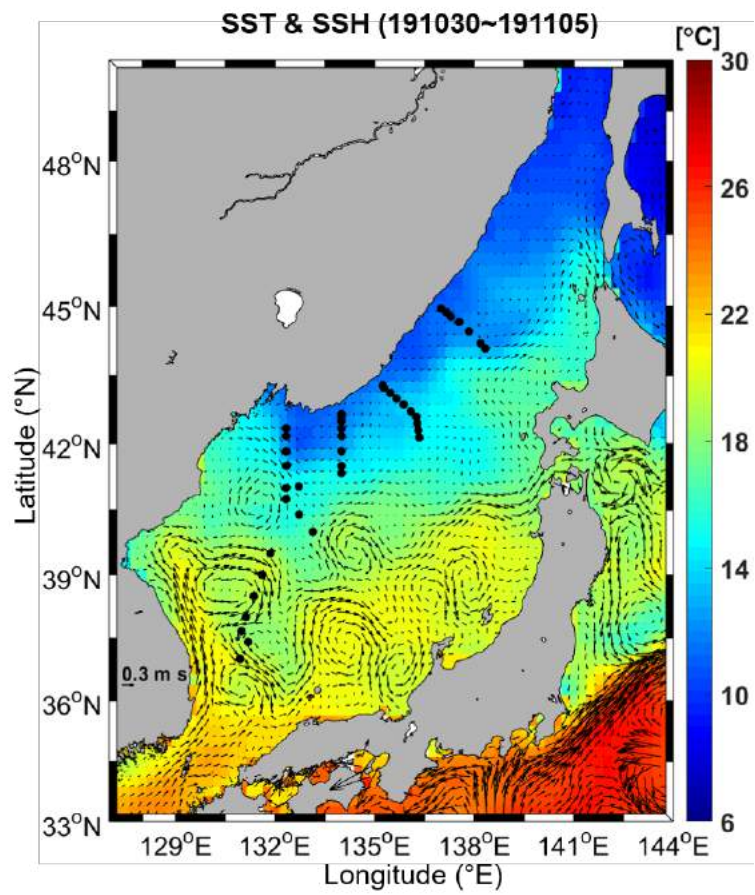 SST & SSH (191030~191105)
[°C]
30
26
22
18
14
10
6
48°N
45°N
42°N
39°N
36°N
33°N
Latitude (°N)
0.3 m s
129°E 132°E 135°E 138°E 141°E 144°E
Longitude (°E)